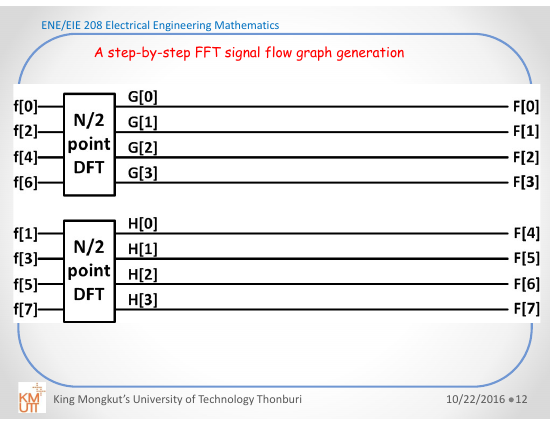 ENE/EIE 208 Electrical Engineering Mathematics
A step-by-step FFT signal flow graph generation
f[0] G[0] F[0]
f[2] N/2 G[1] F[1]
f[4] point G[2] F[2]
f[6] DFT G[3] F[3]
f[1] H[0] F[4]
f[3] N/2 H[1] F[5]
f[5] point H[2] F[6]
f[7] DFT H[3] F[7]
KM
UTT
King Mongkut's University of Technology Thonburi 10/22/2016 ●12